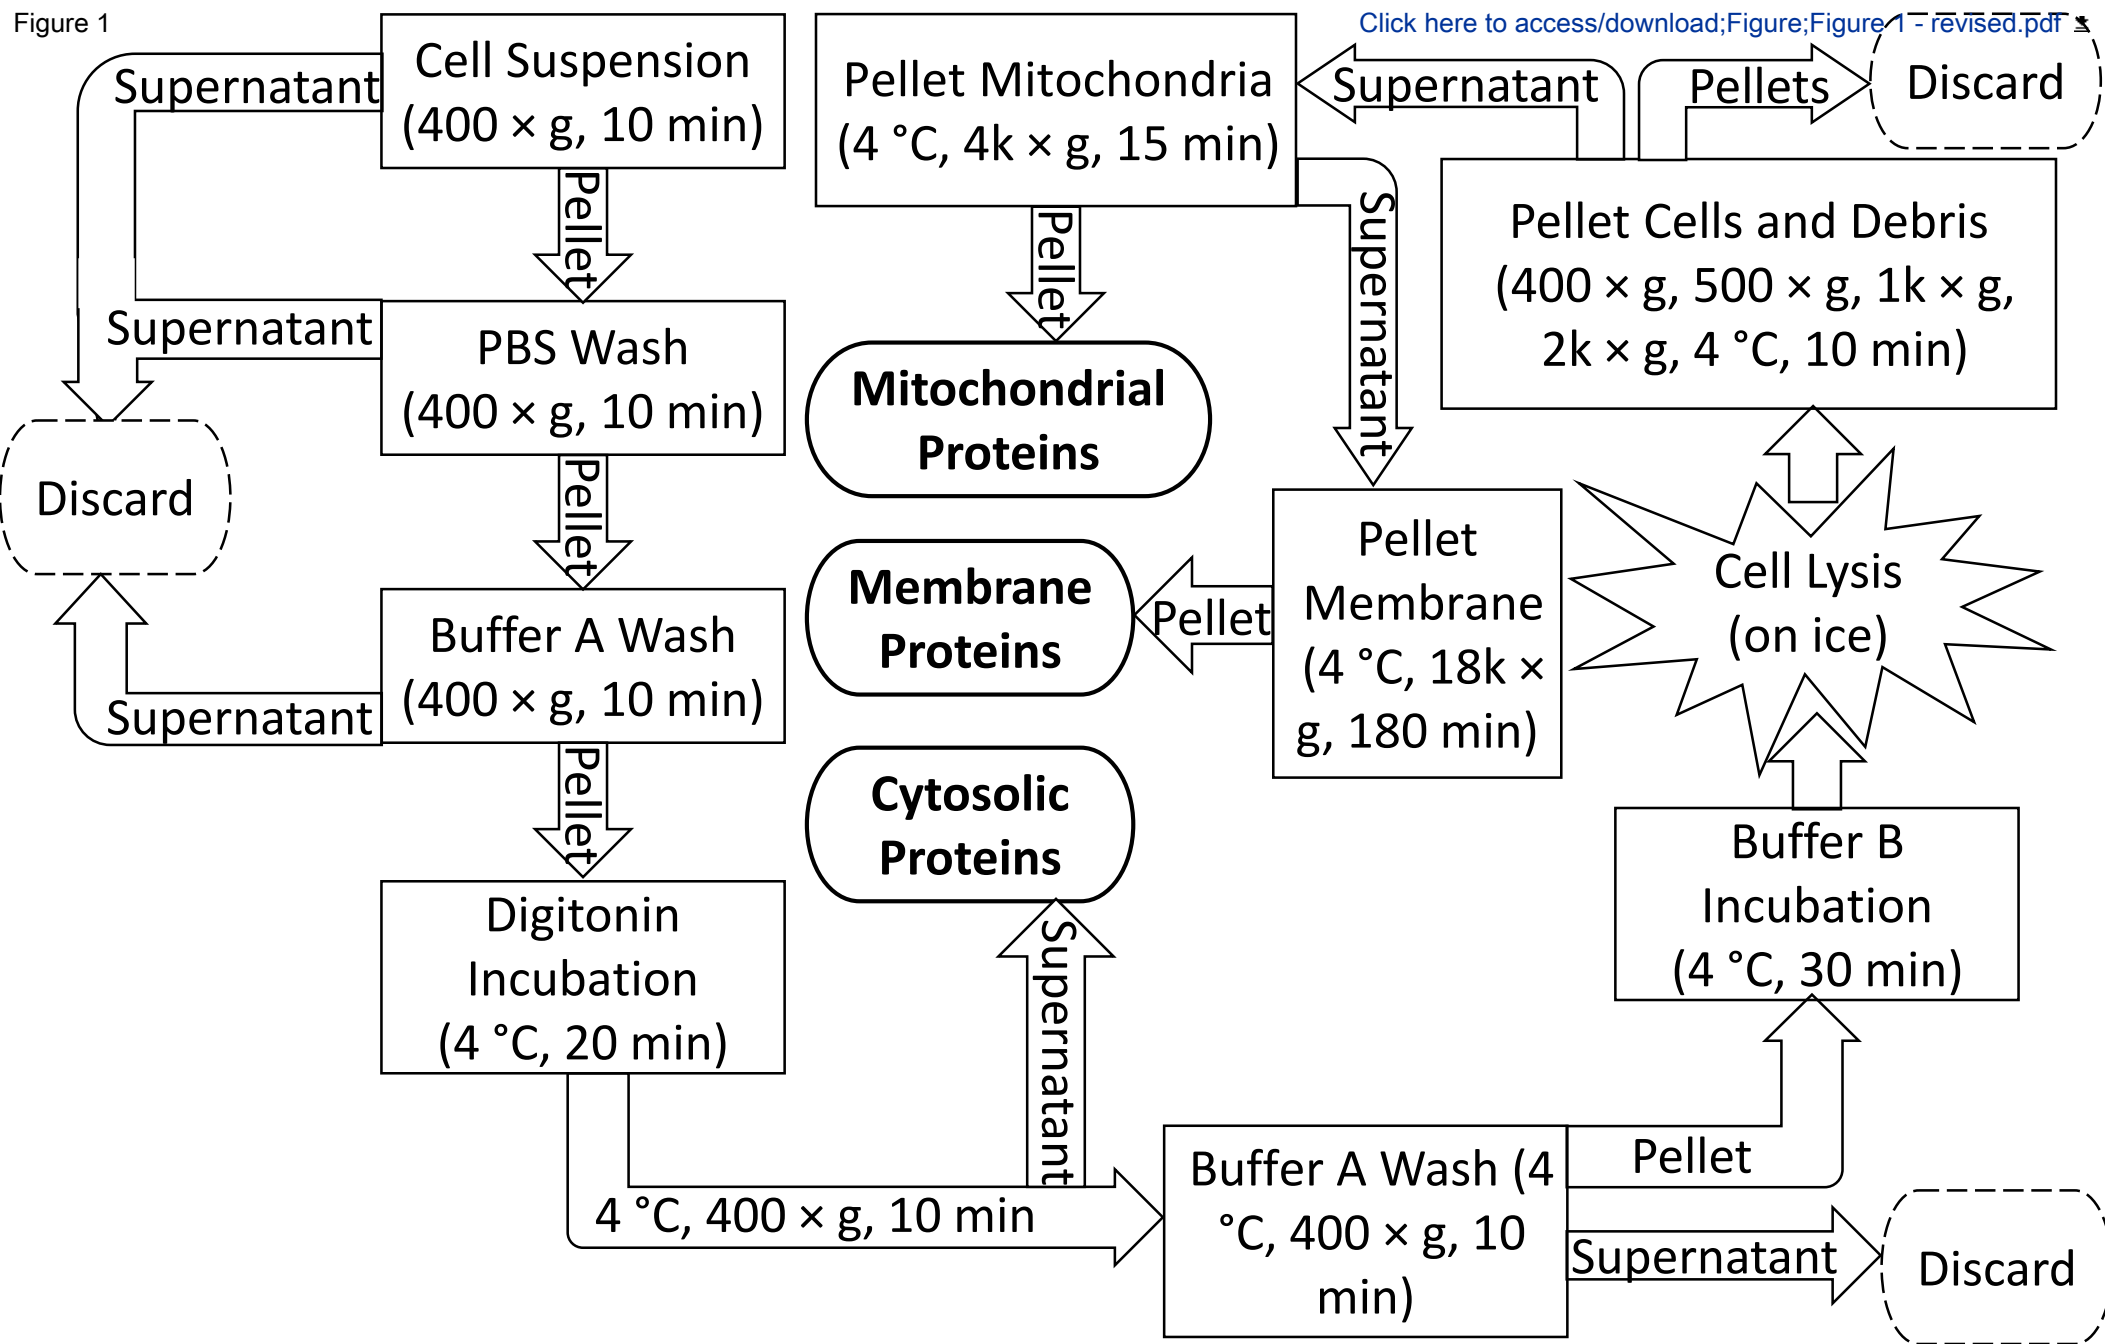 Figure 1
Click here to access/download;Figure;Figure 1 - revised.pdf
Cell Suspension
(400 × g, 10 min)
Supernatant
Pellet
PBS Wash
(400 × g, 10 min)
Supernatant
Pellet
Discard
Buffer A Wash
(400 × g, 10 min)
Supernatant
Pellet
Digitonin
Incubation
(4 °C, 20 min)
4 °C, 400 × g, 10 min
Supernatant
Cytosolic
Proteins
Buffer A Wash (4
°C, 400 × g, 10
min)
Supernatant
Discard
Pellet
Buffer B
Incubation
(4 °C, 30 min)
Cell Lysis
(on ice)
Pellet Cells and Debris
(400 × g, 500 × g, 1k × g,
2k × g, 4 °C, 10 min)
Pellets
Discard
Supernatant
Pellet Mitochondria
(4 °C, 4k × g, 15 min)
Pellet
Mitochondrial
Proteins
Supernatant
Pellet
Membrane
(4 °C, 18k ×
g, 180 min)
Pellet
Membrane
Proteins